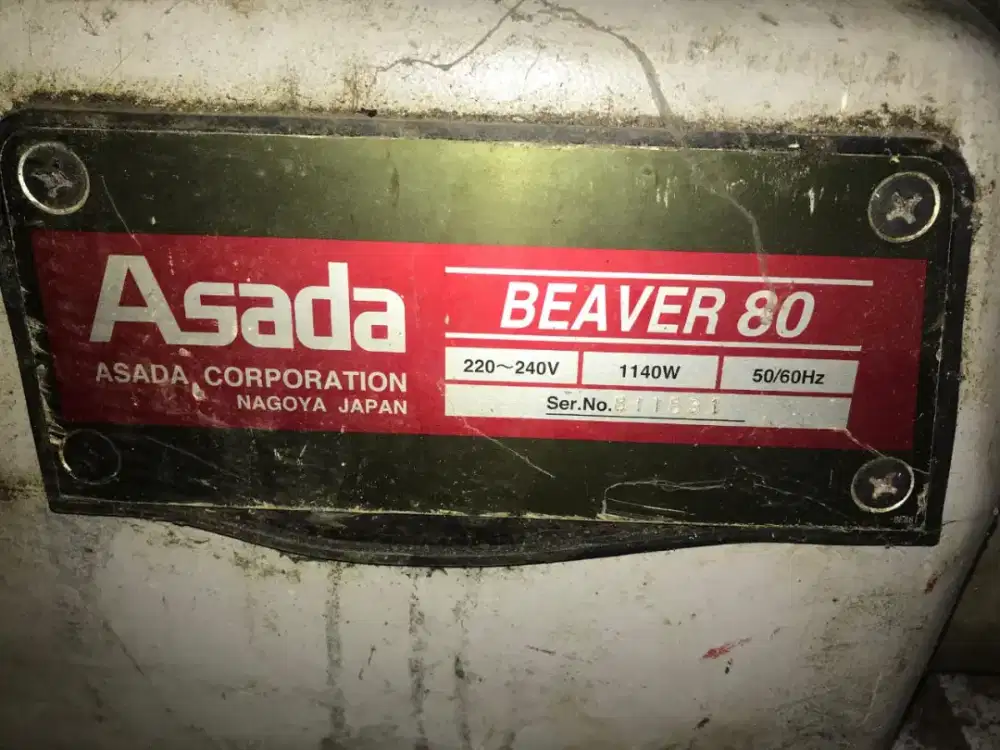 Asada
ASADA CORPORATION
NAGOYA JAPAN
BEAVER 80
220～240V 1140W 50/60Hz
Ser.No.